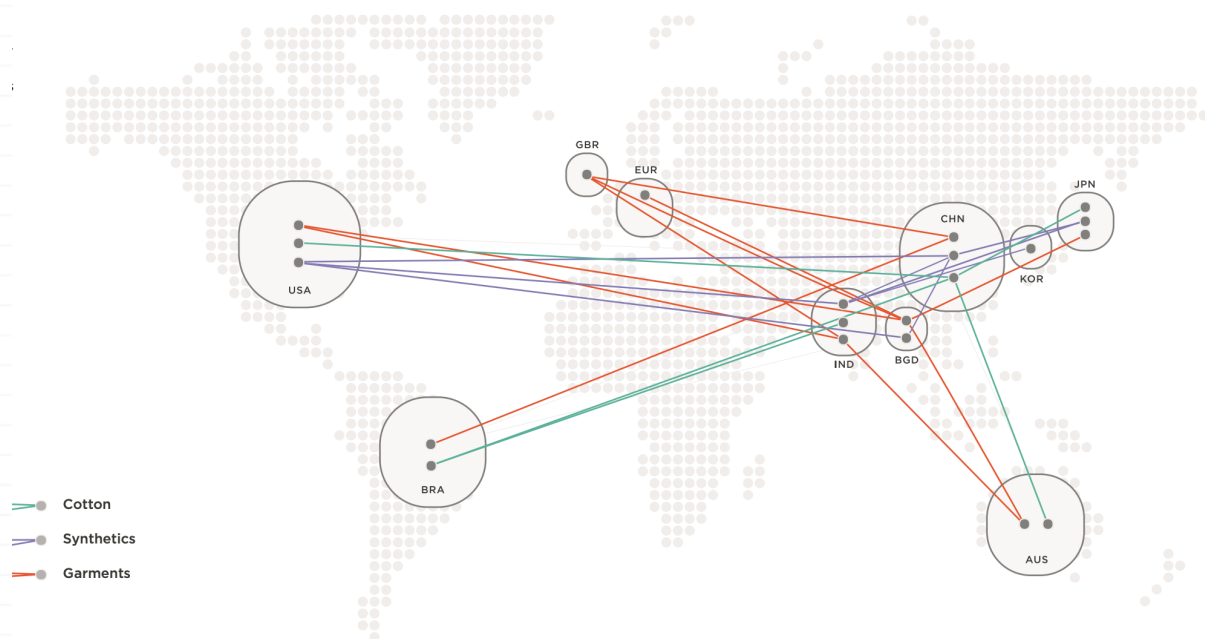 GBR
EUR
JPN
CHN
KOR
USA
IND
BGD
BRA
AUS
Cotton
Synthetics
Garments